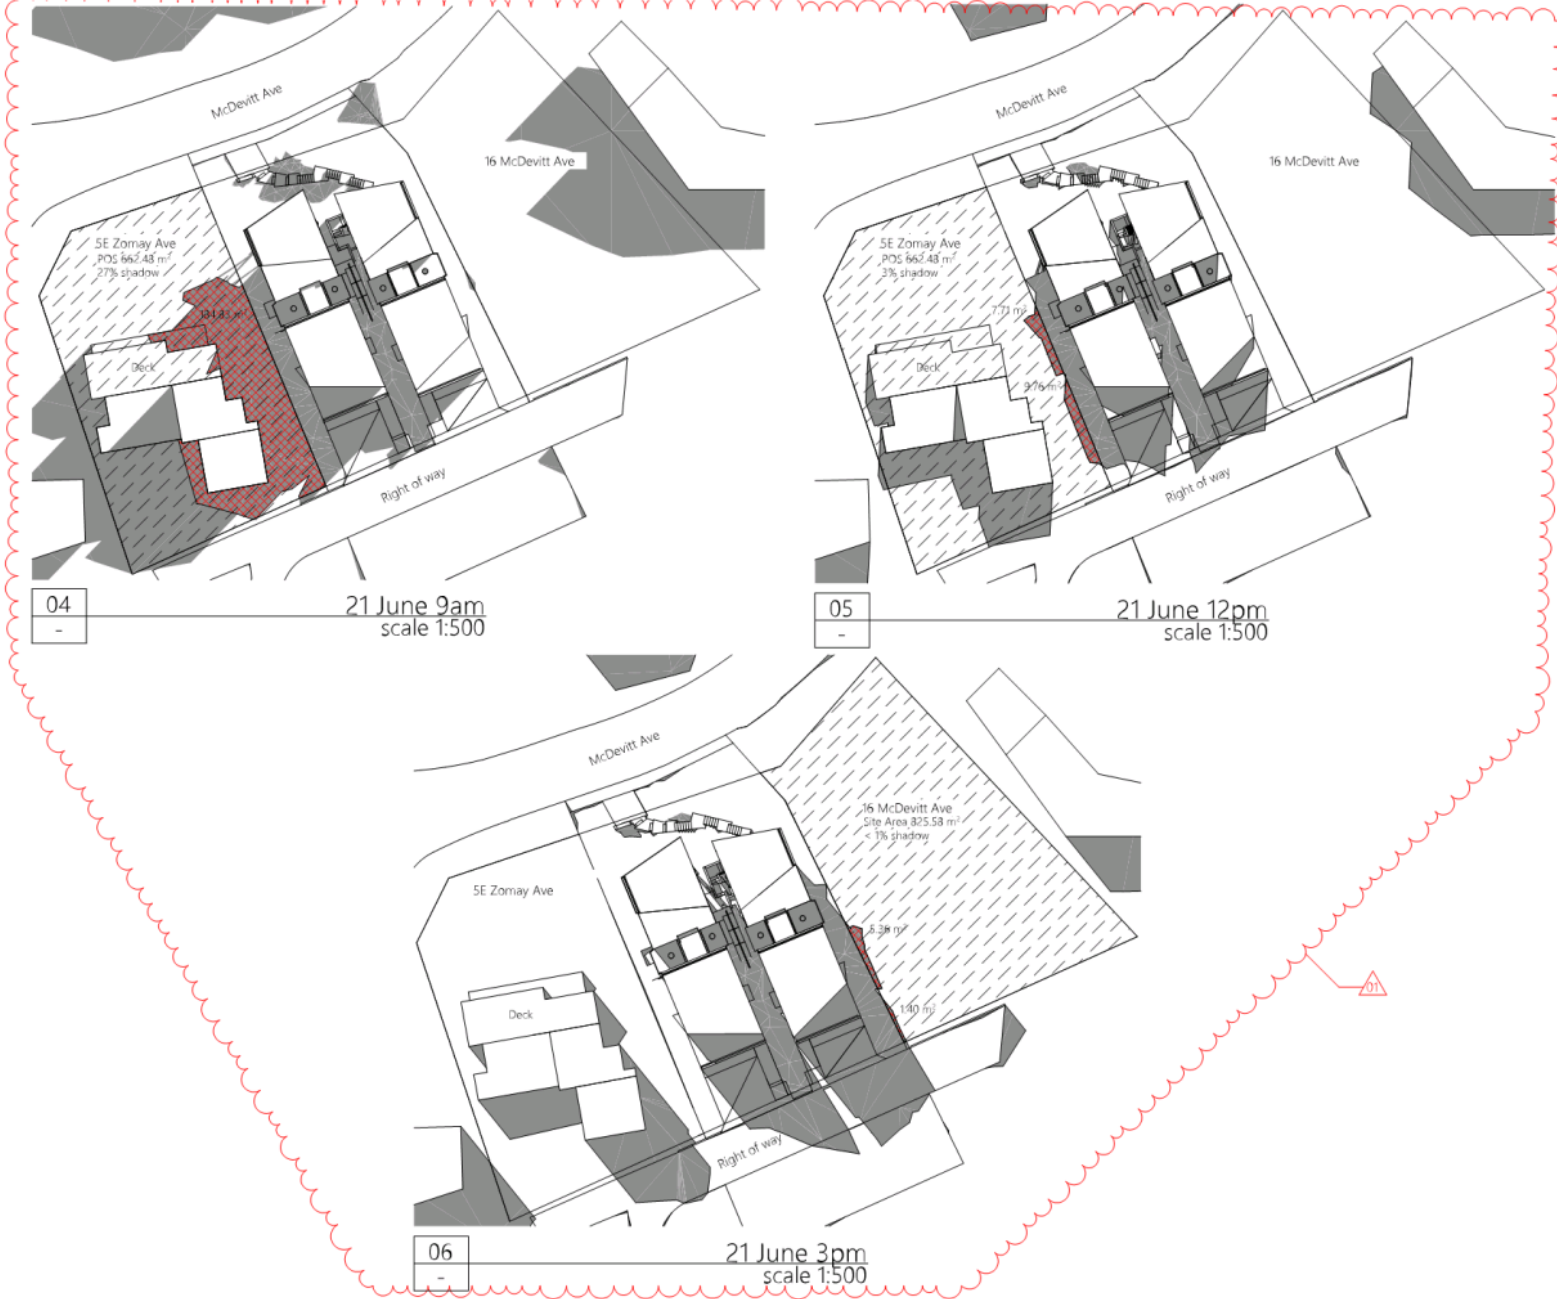 McDevitt Ave
16 McDevitt Ave
5E Zomay Ave
POS 662.48 m²
27% shadow
Deck
Right of way
04
-
21 June 9am
scale 1:500
McDevitt Ave
16 McDevitt Ave
5E Zomay Ave
POS 662.48 m²
3% shadow
7.71 m²
9.76 m²
Deck
Right of way
05
-
21 June 12pm
scale 1:500
McDevitt Ave
16 McDevitt Ave
Site Area 825.58 m²
< 1% shadow
5E Zomay Ave
5.36 m²
1.40 m²
Deck
Right of way
01
06
-
21 June 3pm
scale 1:500